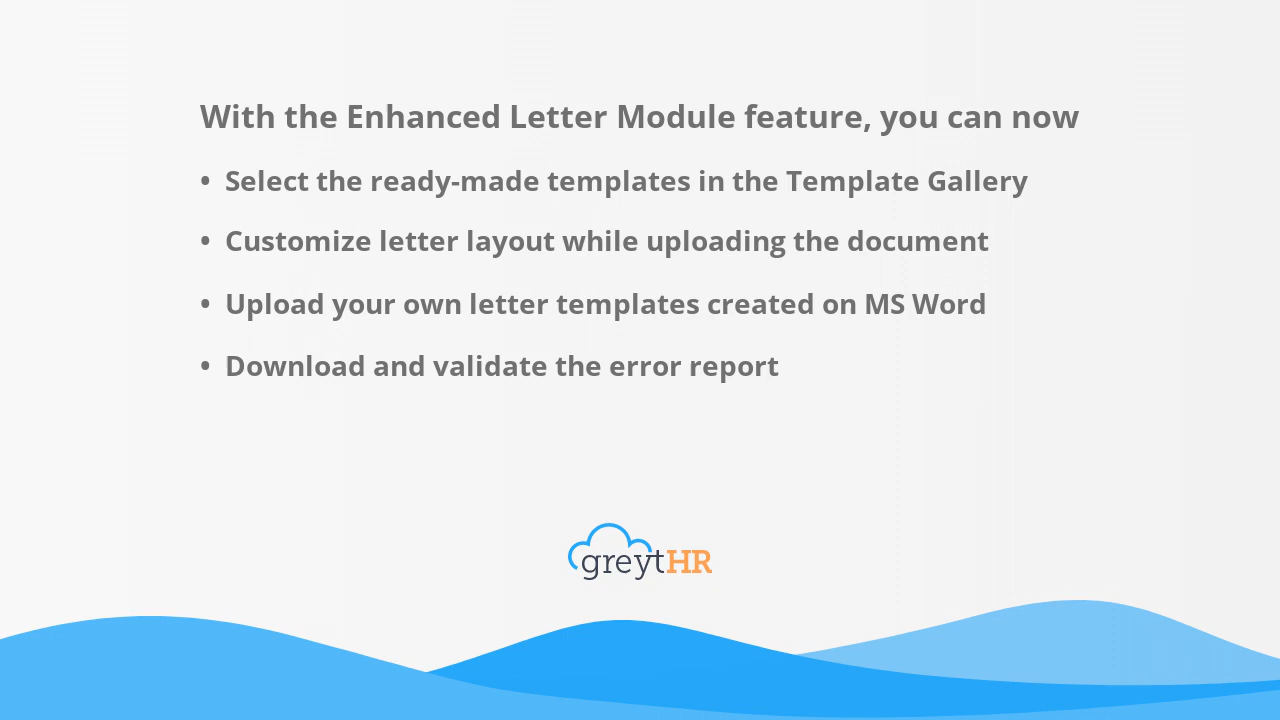 With the Enhanced Letter Module feature, you can now
• Select the ready-made templates in the Template Gallery
• Customize letter layout while uploading the document
• Upload your own letter templates created on MS Word
• Download and validate the error report
greytHR